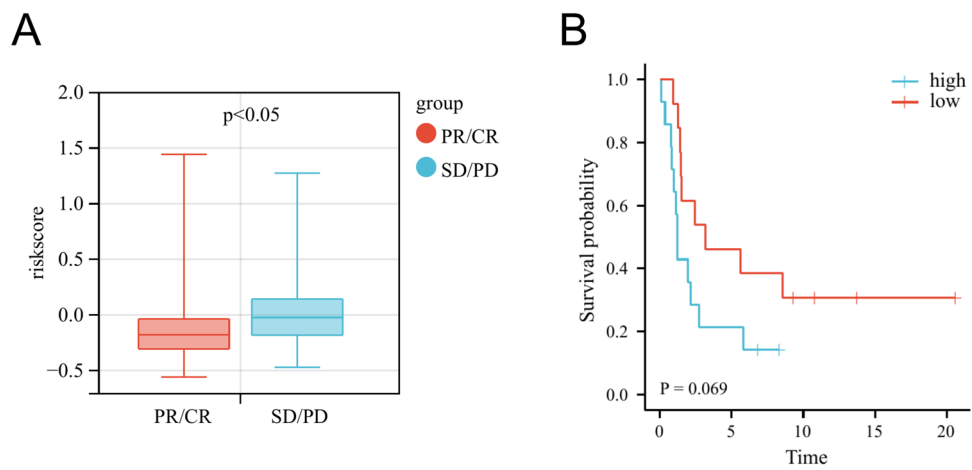 A
2.0
1.5
1.0
0.5
0.0
−0.5
riskscore
p<0.05
PR/CR
SD/PD
group
PR/CR
SD/PD
B
1.0
0.8
0.6
0.4
0.2
0.0
Survival probability
high
low
P = 0.069
0 5 10 15 20
Time